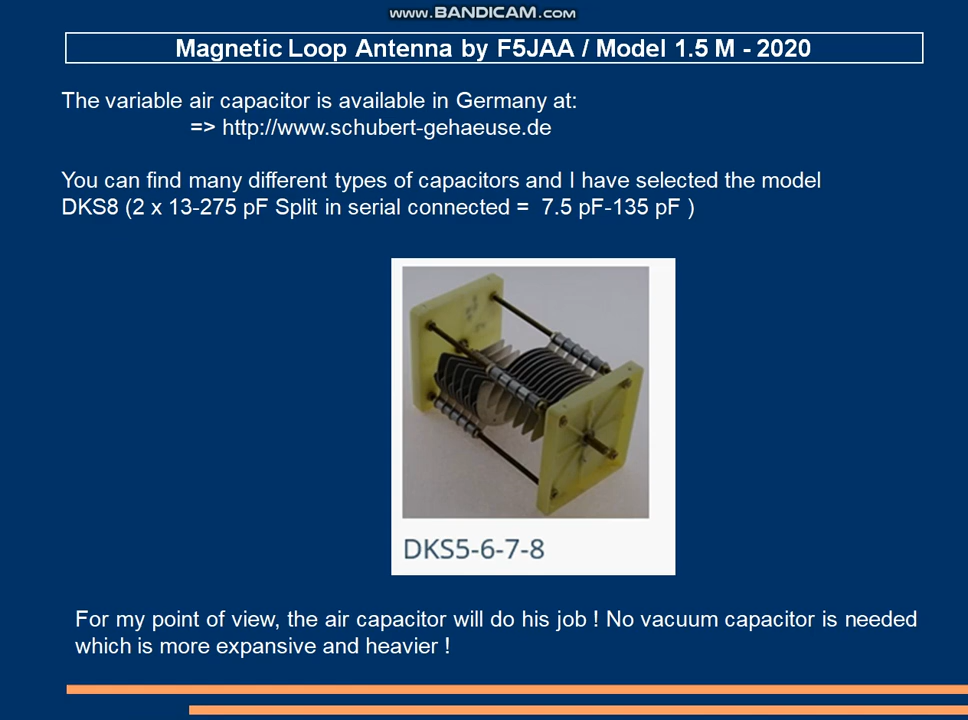 www.BANDICAM.com
Magnetic Loop Antenna by F5JAA / Model 1.5 M - 2020
The variable air capacitor is available in Germany at:
=> http://www.schubert-gehaeuse.de
You can find many different types of capacitors and I have selected the model
DKS8 (2 x 13-275 pF Split in serial connected =  7.5 pF-135 pF )
DKS5-6-7-8
For my point of view, the air capacitor will do his job ! No vacuum capacitor is needed
which is more expansive and heavier !